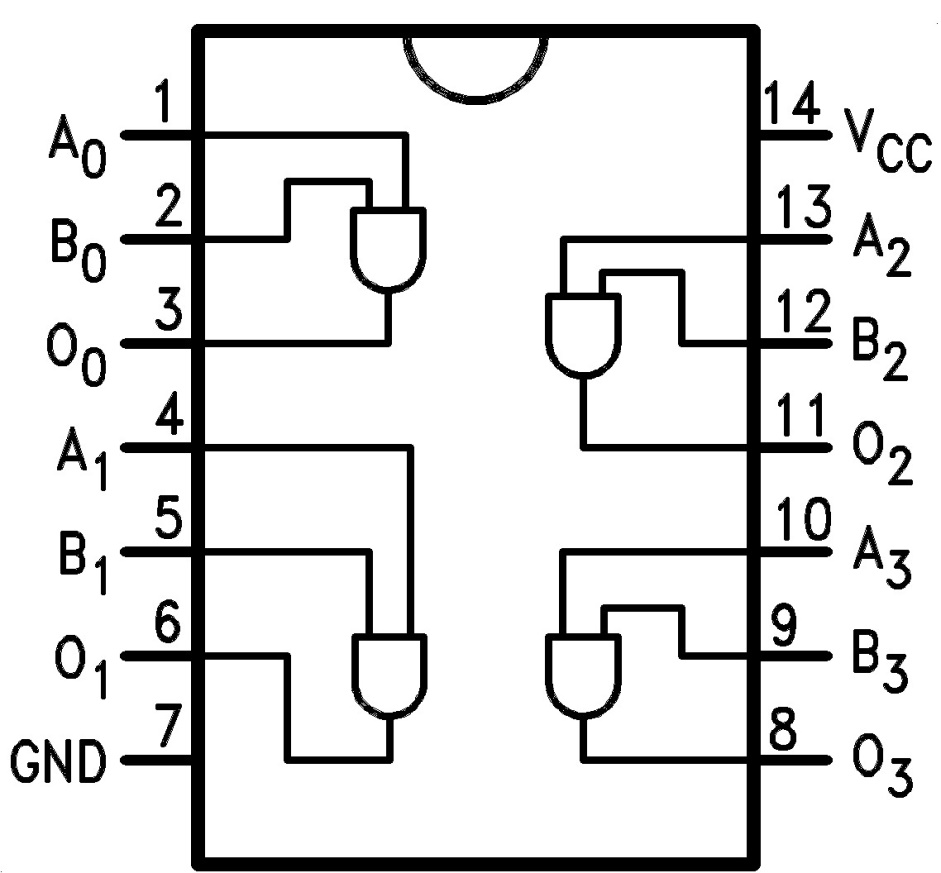 1 14
A0 VCC
2 13
B0 A2
3 12
O0 B2
4 11
A1 O2
5 10
B1 A3
6 9
O1 B3
7 8
GND O3